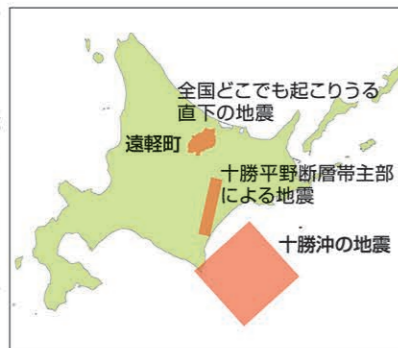 全国どこでも起こりうる
直下の地震
遠軽町
十勝平野断層帯主部
による地震
十勝沖の地震